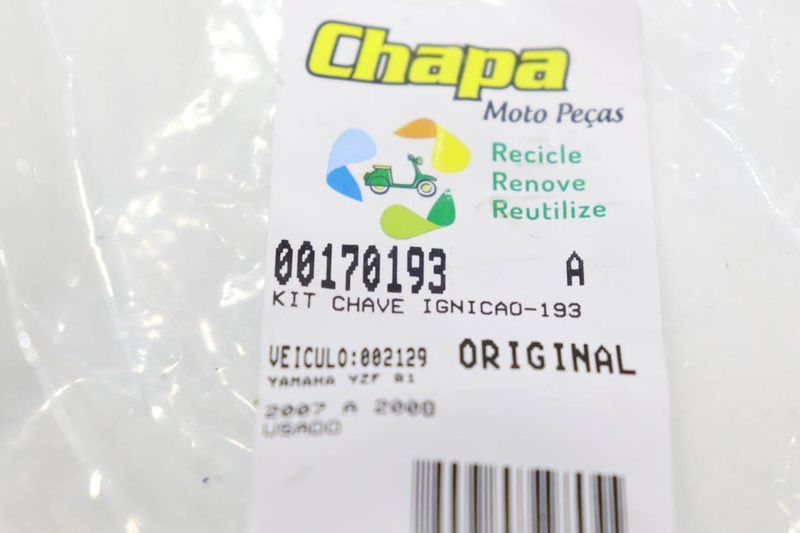 Chapa
Moto Peças
Recicle
Renove
Reutilize
00170193 A
KIT CHAVE IGNICAO-193
VEICULO:002129 ORIGINAL
YAMAHA YZF R1
2007 A 2008
USADO